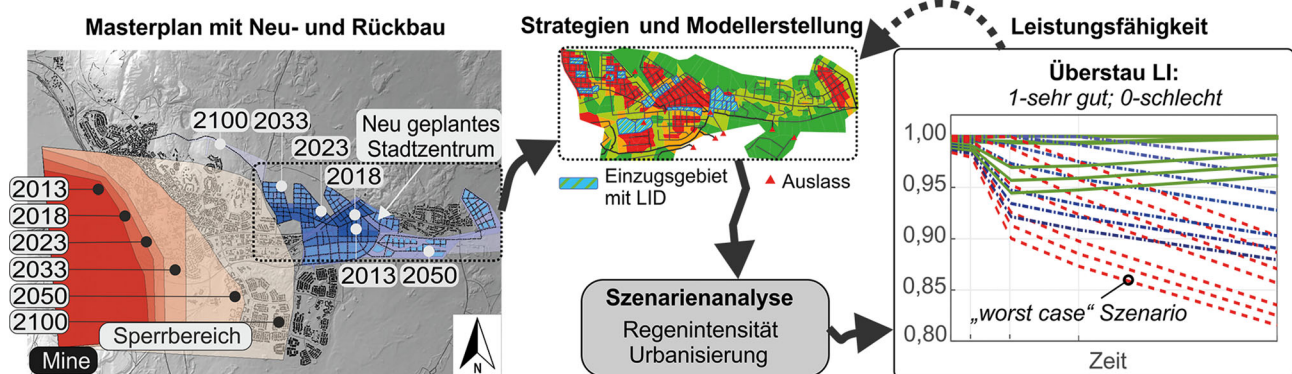 Masterplan mit Neu- und Rückbau
2100
2033
2023
2018
Neu geplantes
Stadtzentrum
2013
2018
2023
2033
2050
2100
2013
2050
Sperrbereich
Mine
N
Strategien und Modellerstellung
Einzugsgebiet
mit LID
Auslass
Szenarienanalyse
Regenintensität
Urbanisierung
Leistungsfähigkeit
Überstau LI:
1-sehr gut; 0-schlecht
1,00
0,95
0,90
0,85
0,80
„worst case“ Szenario
Zeit